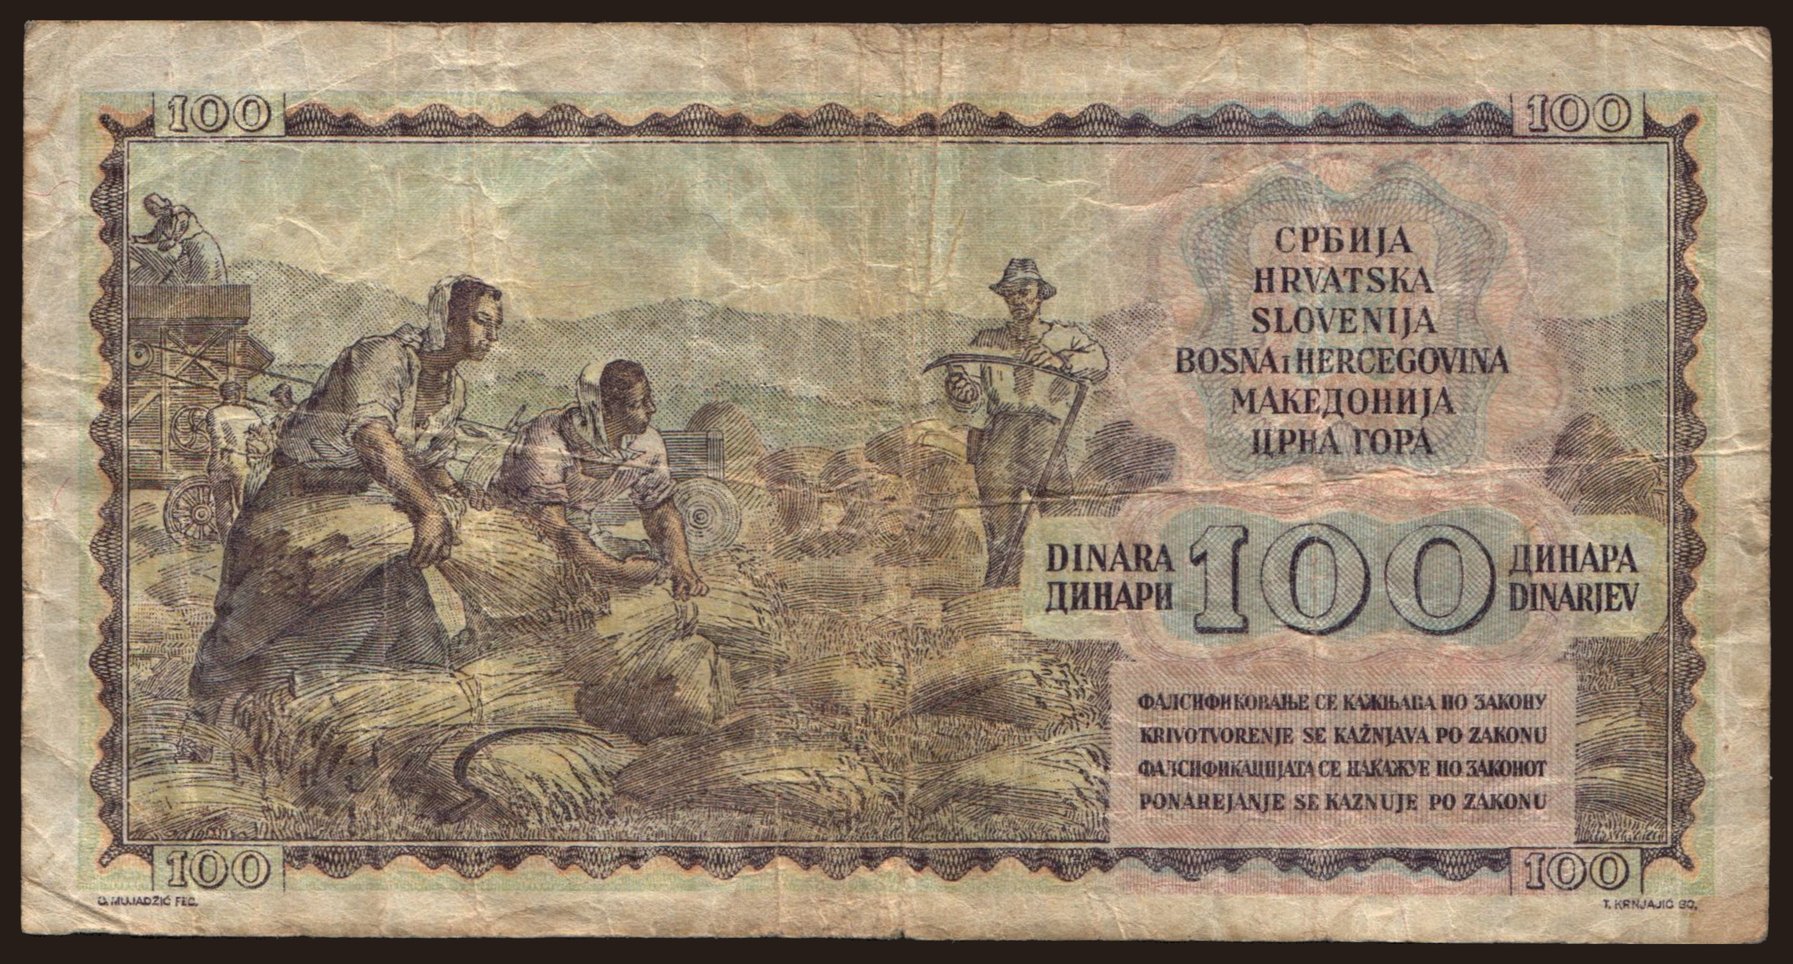 100
100
СРБИЈА
HRVATSKA
SLOVENIJA
BOSNA I HERCEGOVINA
МАКЕДОНИЈА
ЦРНА ГОРА
DINARA
ДИНАРИ
100
ДИНАРА
DINARJEV
ФАЛСИФИКОВАЊЕ СЕ КАЖЊАВА ПО ЗАКОНУ
KRIVOTVORENJE SE KAŽNJAVA PO ZAKONU
ФАЛСИФИКАЦИЈАТА СЕ НАКАЖУЕ ПО ЗАКОНОТ
PONAREJANJE SE KAZNUJE PO ZAKONU
100
100
O. MUJADŽIĆ FEC.
T. KRNJAJIĆ SC.